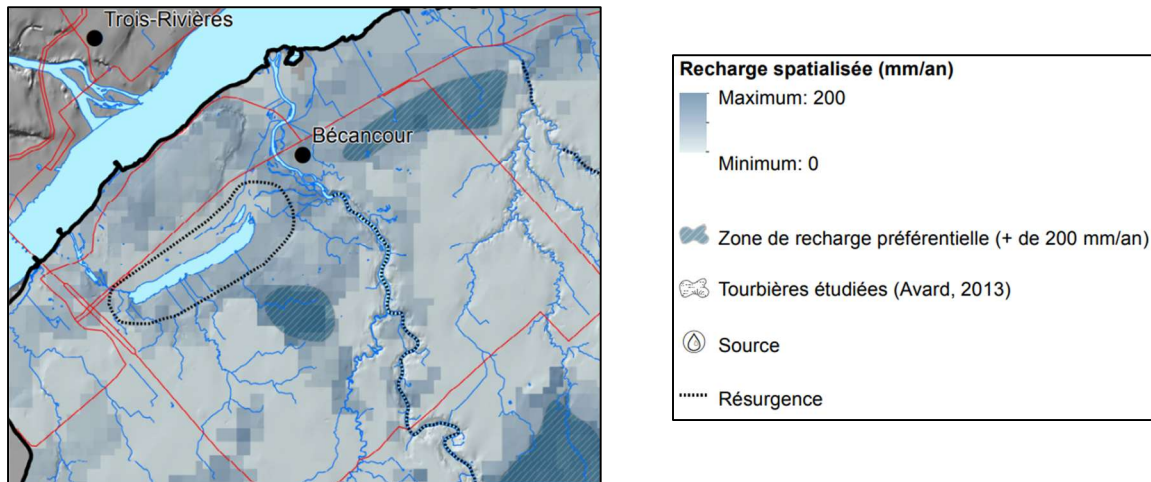 Trois-Rivières
Bécancour
Recharge spatialisée (mm/an)
Maximum: 200
Minimum: 0
Zone de recharge préférentielle (+ de 200 mm/an)
Tourbières étudiées (Avard, 2013)
Source
Résurgence